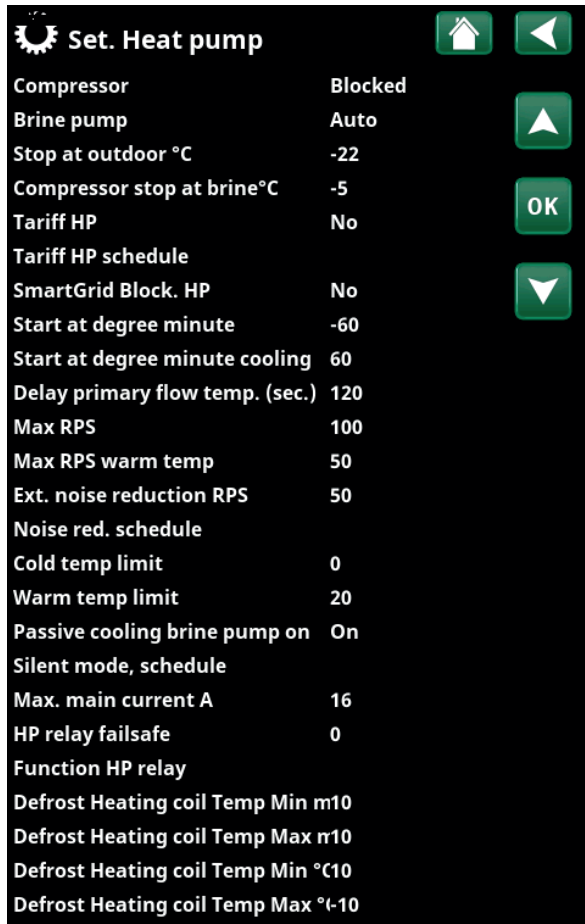 Set. Heat pump
Compressor Blocked
Brine pump Auto
Stop at outdoor °C -22
Compressor stop at brine°C -5
OK
Tariff HP No
Tariff HP schedule
SmartGrid Block. HP No
Start at degree minute -60
Start at degree minute cooling 60
Delay primary flow temp. (sec.) 120
Max RPS 100
Max RPS warm temp 50
Ext. noise reduction RPS 50
Noise red. schedule
Cold temp limit 0
Warm temp limit 20
Passive cooling brine pump on On
Silent mode, schedule
Max. main current A 16
HP relay failsafe 0
Function HP relay
Defrost Heating coil Temp Min m10
Defrost Heating coil Temp Max m10
Defrost Heating coil Temp Min °C10
Defrost Heating coil Temp Max °C-10